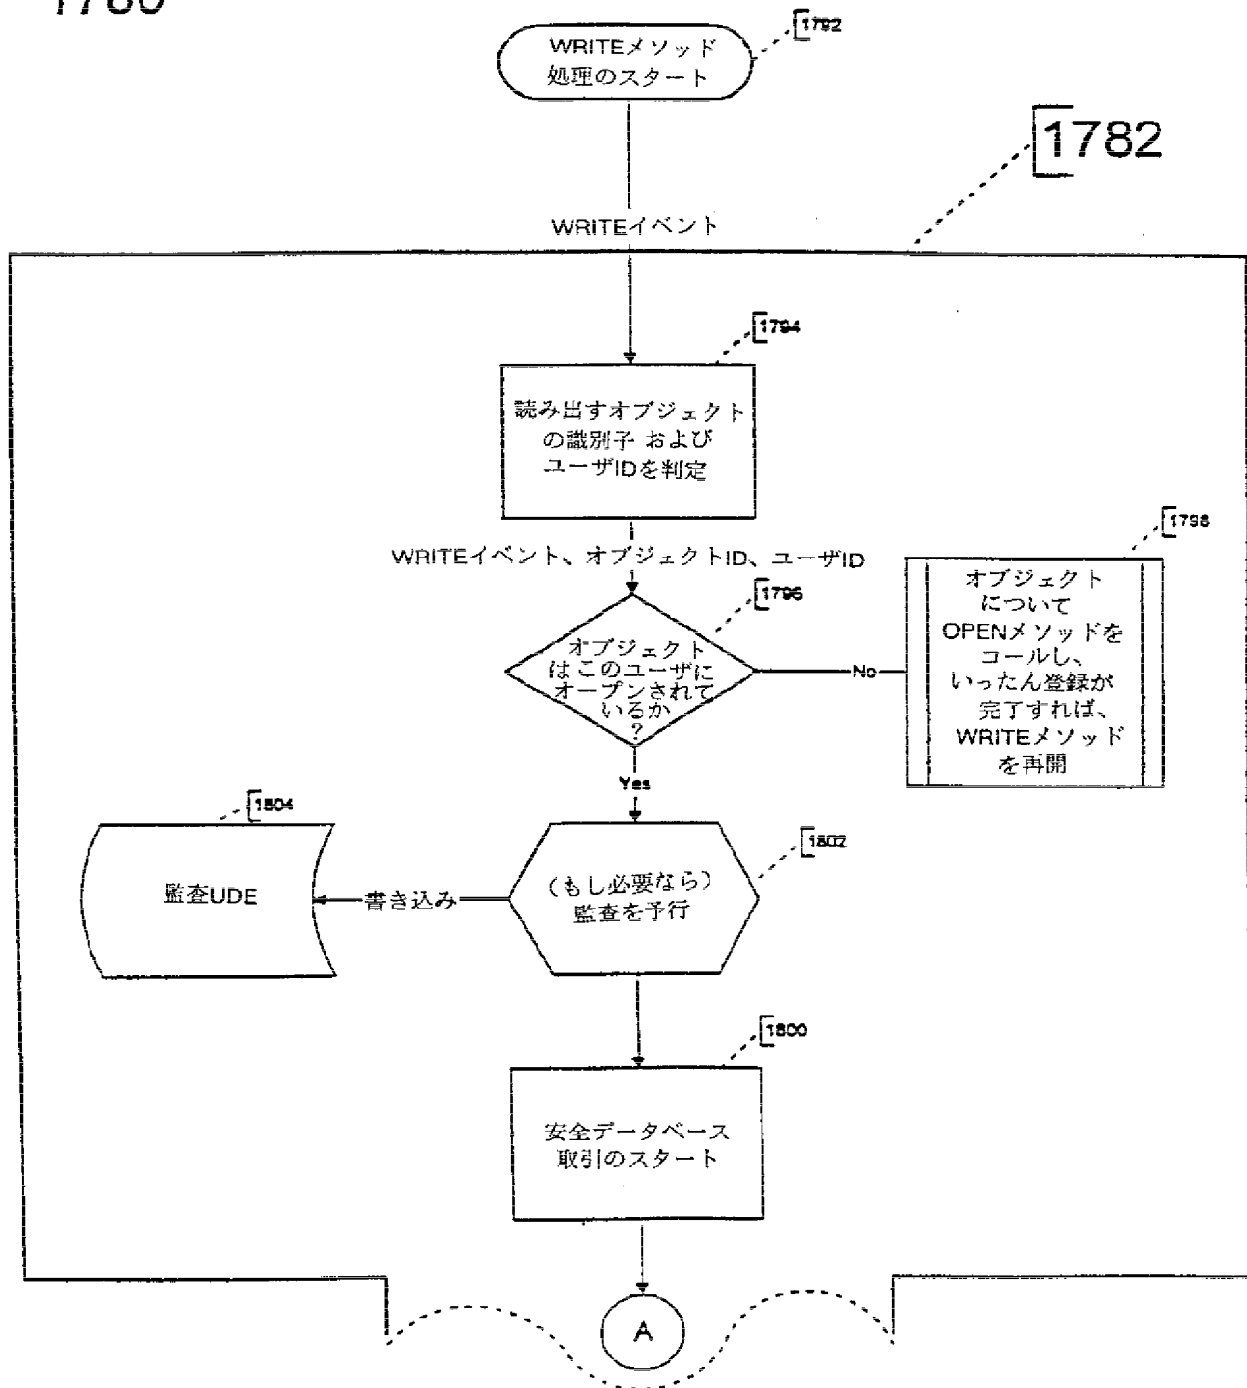 1780
1792
WRITEメソッド
処理のスタート
1782
WRITEイベント
1794
読み出すオブジェクト
の識別子 および
ユーザIDを判定
WRITEイベント、オブジェクトID、ユーザID
1796
オブジェクト
は このユーザに
オープンされて
いるか
?
No
1798
オブジェクト
について
OPENメソッドを
コールし、
いったん登録が
完了すれば、
WRITEメソッド
を再開
Yes
1804
監査UDE
書き込み
1802
(もし必要なら)
監査を予行
1800
安全データベース
取引のスタート
A